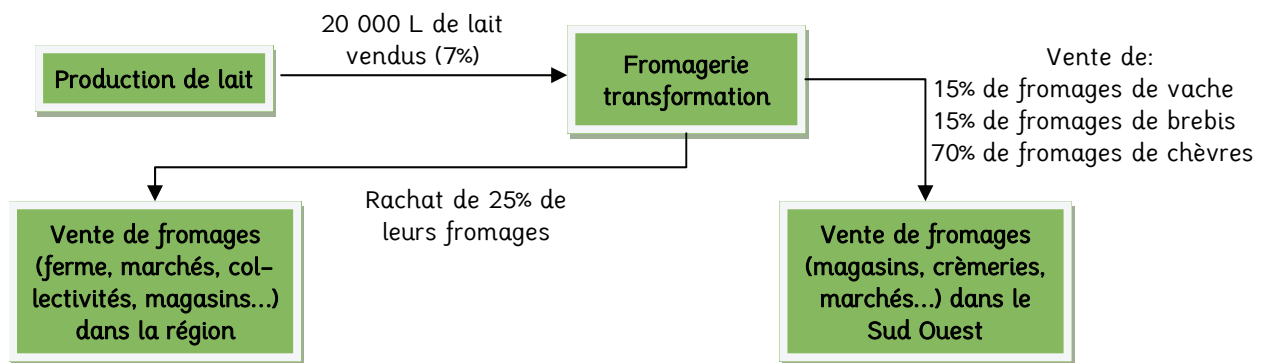 20 000 L de lait
vendus (7%)
Production de lait
Fromagerie
transformation
Vente de:
15% de fromages de vache
15% de fromages de brebis
70% de fromages de chèvres
Rachat de 25% de
leurs fromages
Vente de fromages
(ferme, marchés, col-
lectivités, magasins...)
dans la région
Vente de fromages
(magasins, crèmeries,
marchés...) dans le
Sud Ouest